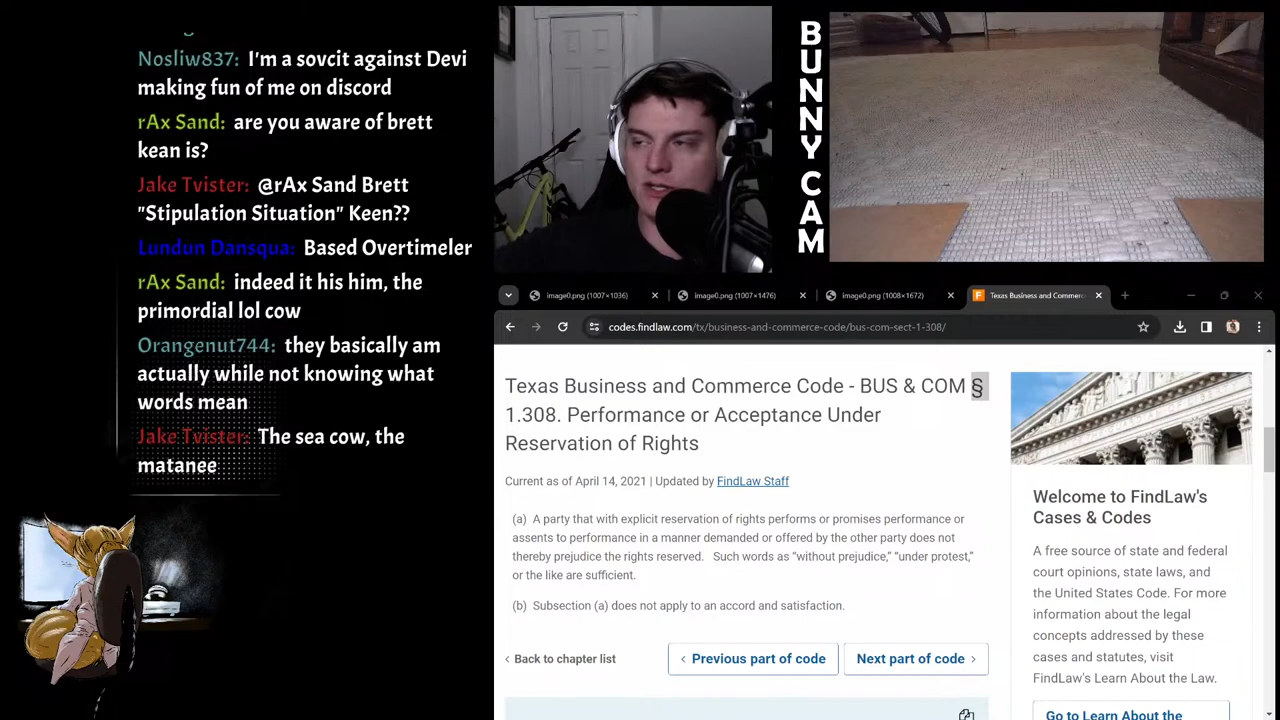 Nosliw837: I'm a sovcit against Devi
making fun of me on discord
rAx Sand: are you aware of brett
kean is?
Jake Tvister: @rAx Sand Brett
"Stipulation Situation" Keen??
Lundun Dansqua: Based Overtimeler
rAx Sand: indeed it his him, the
primordial lol cow
Orangenut744: they basically am
actually while not knowing what
words mean
Jake Tvister: The sea cow, the
matanee
BUNNY CAM
image0.png (1007×1036)
image0.png (1007×1476)
image0.png (1008×1672)
Texas Business and Commerc
codes.findlaw.com/tx/business-and-commerce-code/bus-com-sect-1-308/
Texas Business and Commerce Code - BUS & COM §
1.308. Performance or Acceptance Under
Reservation of Rights
Current as of April 14, 2021 | Updated by FindLaw Staff
(a) A party that with explicit reservation of rights performs or promises performance or
assents to performance in a manner demanded or offered by the other party does not
thereby prejudice the rights reserved. Such words as “without prejudice,” “under protest,”
or the like are sufficient.
(b) Subsection (a) does not apply to an accord and satisfaction.
Back to chapter list
Previous part of code
Next part of code
Welcome to FindLaw's
Cases & Codes
A free source of state and federal
court opinions, state laws, and
the United States Code. For more
information about the legal
concepts addressed by these
cases and statutes, visit
FindLaw's Learn About the Law.
Go to Learn About the